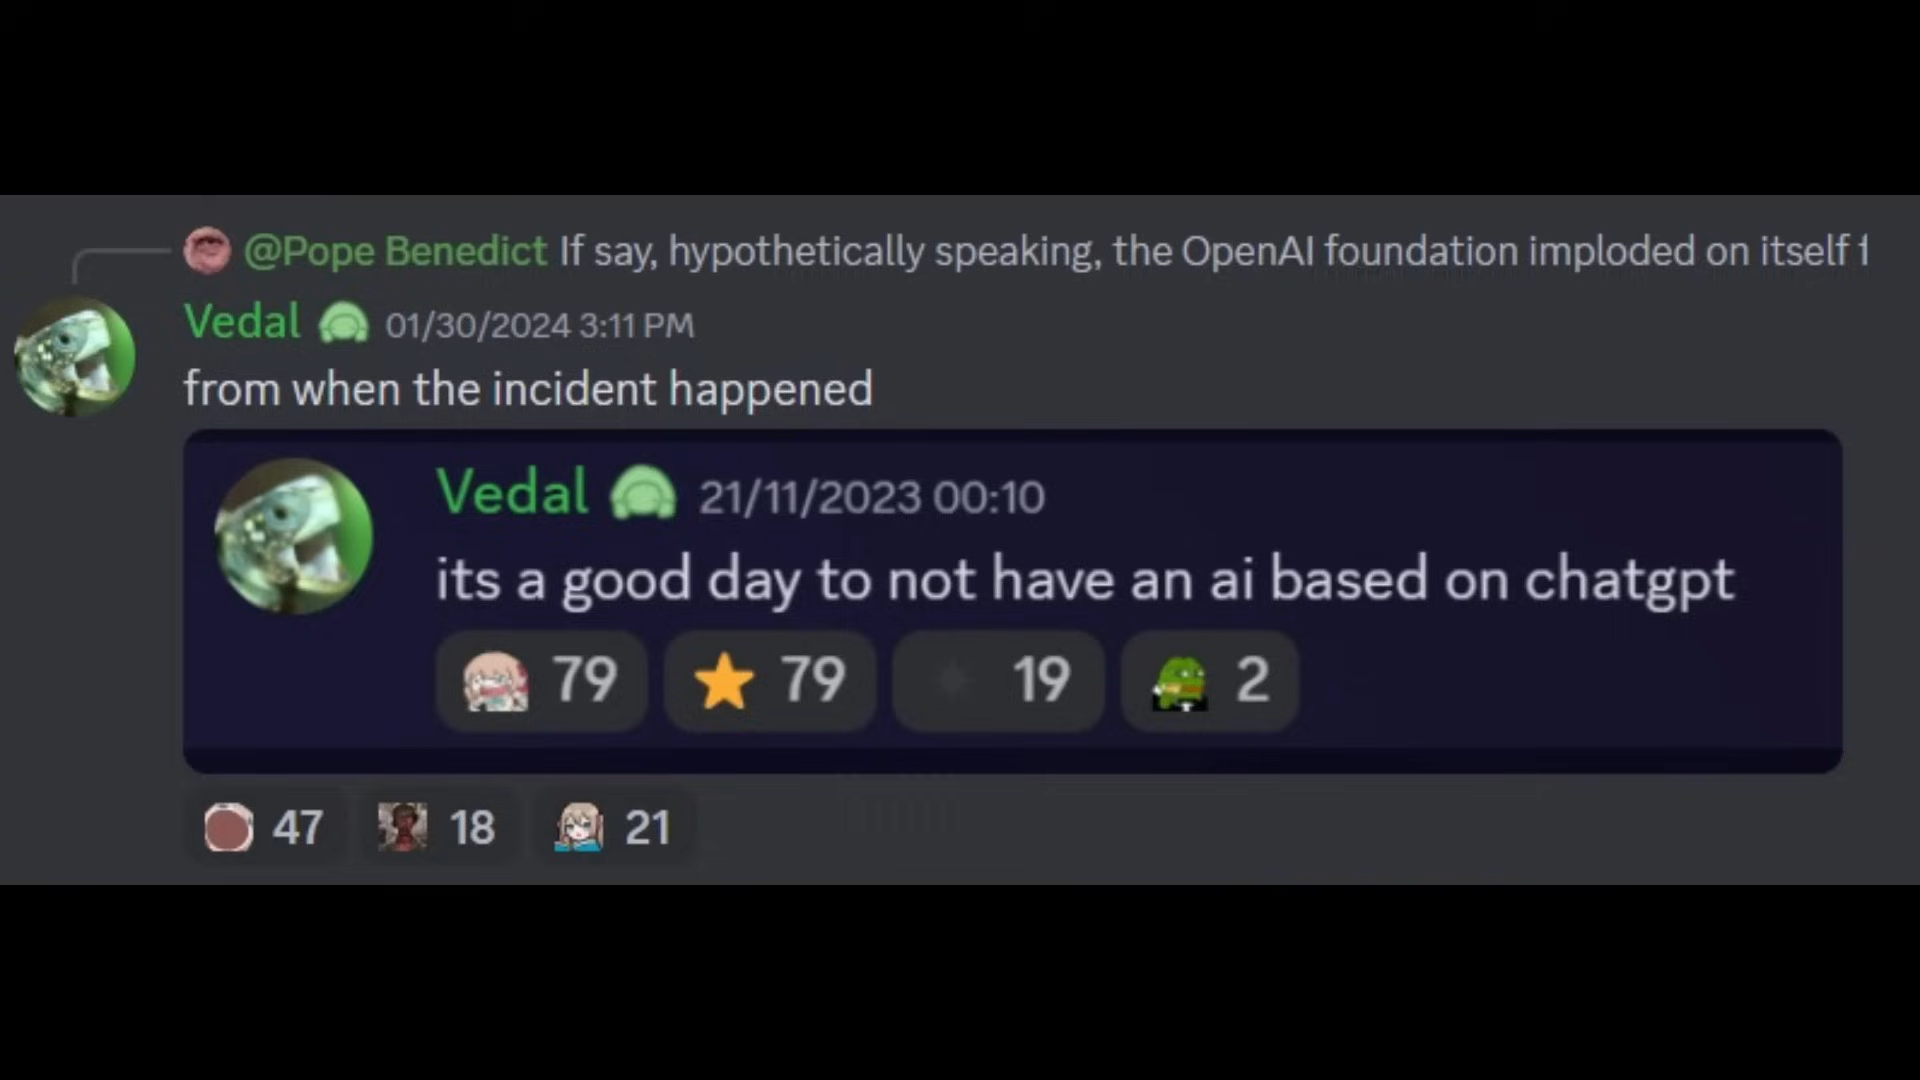 @Pope Benedict If say, hypothetically speaking, the OpenAI foundation imploded on itself
Vedal 01/30/2024 3:11 PM
from when the incident happened
Vedal 21/11/2023 00:10
its a good day to not have an ai based on chatgpt
79 79 19 2
47 18 21